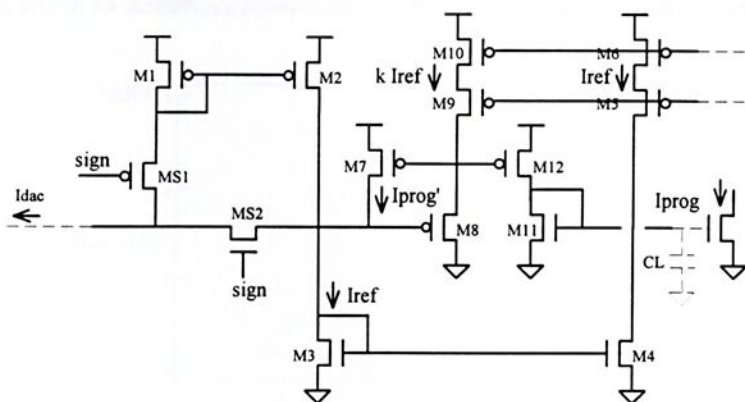 M1
M2
M10
M6
k Iref
Iref
M9
M5
sign
MS1
M7
M12
Idac
MS2
Iprog'
M8
M11
Iprog
CL
sign
Iref
M3
M4